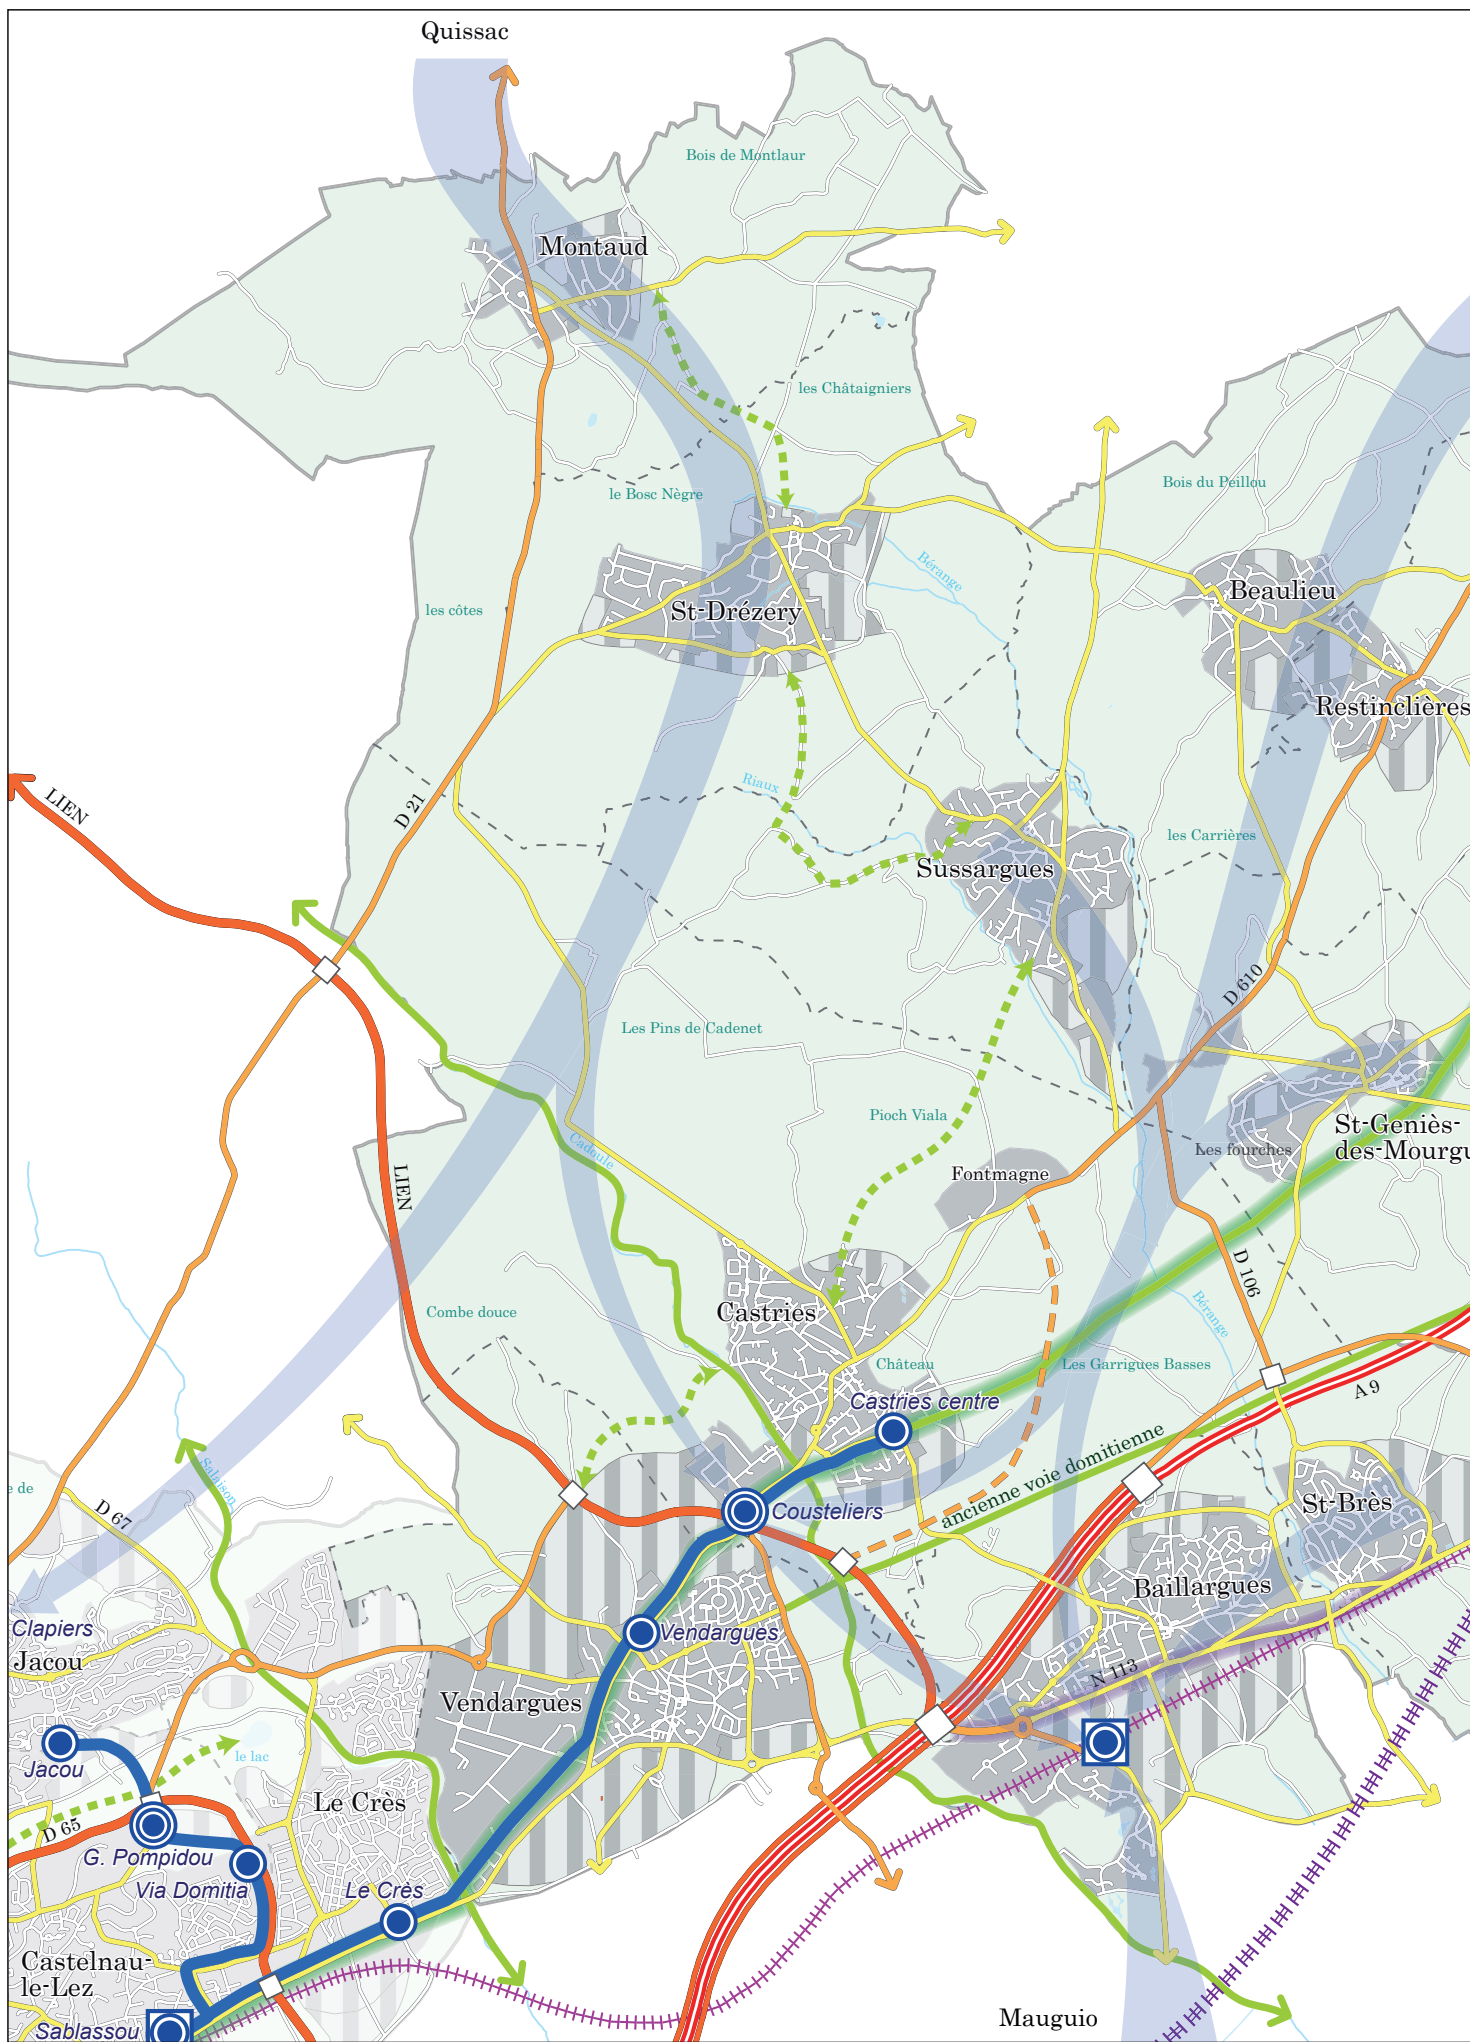 Quissac
Bois de Montlaur
Montaud
les Châtaigniers
Bois du Peillou
le Bosc Nègre
Bérange
Beaulieu
les côtes
St-Drézery
Restinclières
Riaux
LIEN
D 21
les Carrières
Sussargues
D 610
Les Pins de Cadenet
Pioch Viala
St-Geniès-
des-Mourgu
Cadoule
Les fourches
Fontmagne
LIEN
D 106
Bérange
Combe douce
Castries
Château
Les Garrigues Basses
A 9
Castries centre
ancienne voie domitienne
Salaison
e de
D 67
St-Brès
Cousteliers
Baillargues
Clapiers
Vendargues
Jacou
N 113
Vendargues
le lac
Jacou
Le Crès
D 65
G. Pompidou
Via Domitia
Le Crès
Castelnau-
le-Lez
Mauguio
Sablassou